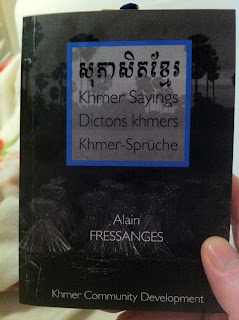 សុភាសិតខ្មែរ
Khmer Sayings
Dictons khmers
Khmer-Sprüche
Alain
FRESSANGES
Khmer Community Development